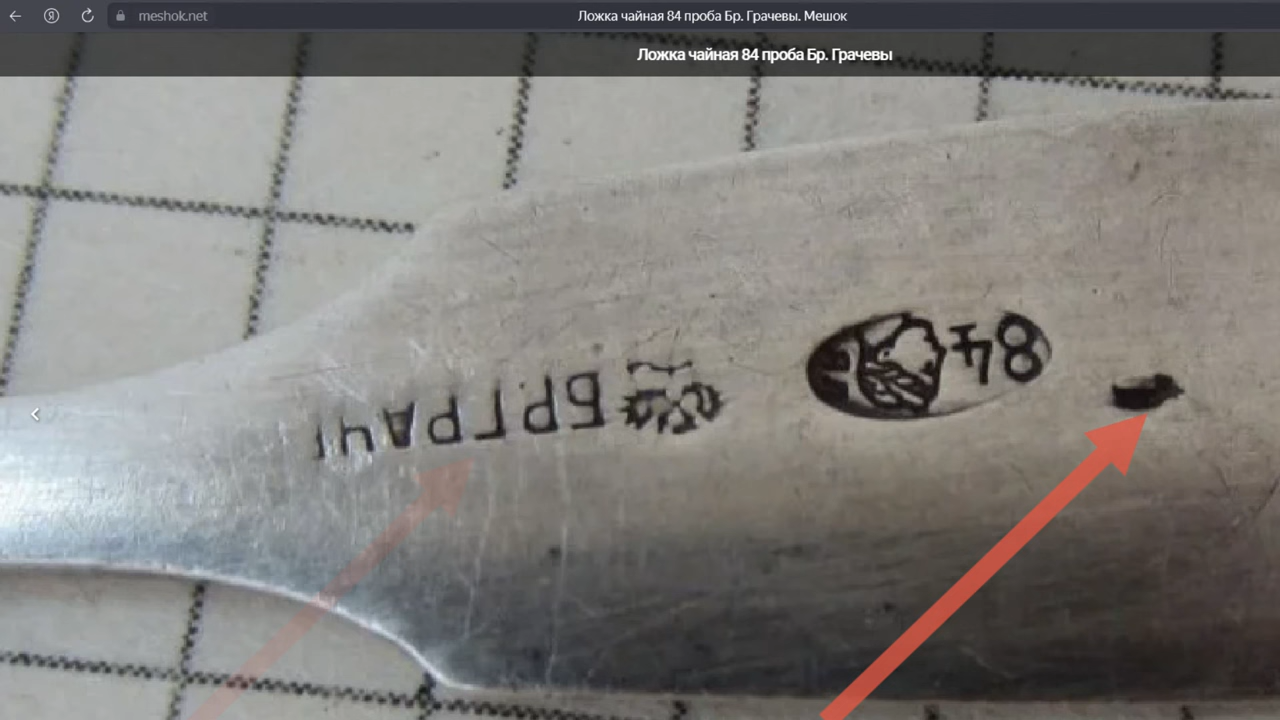 meshok.net
Ложка чайная 84 проба Бр. Грачевы. Мешок
Ложка чайная 84 проба Бр. Грачевы
БР.ГРАЧ
84